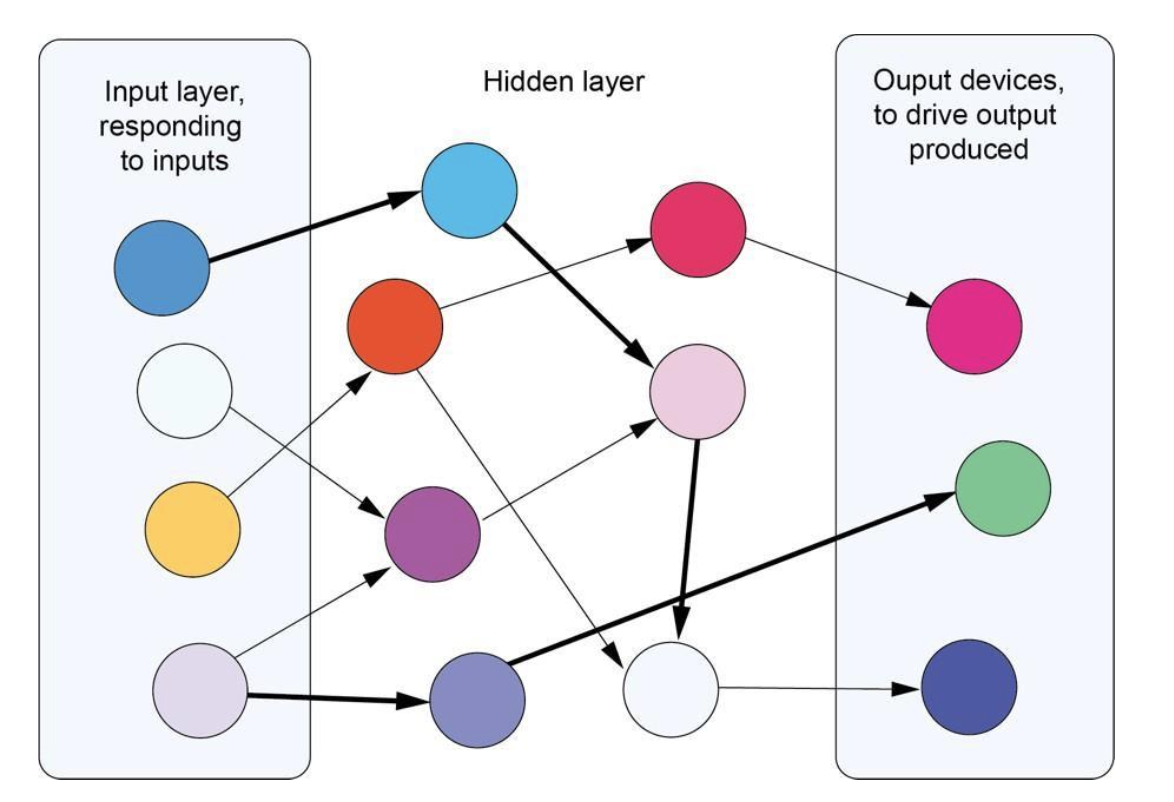 Input layer,
responding
to inputs
Hidden layer
Ouput devices,
to drive output
produced